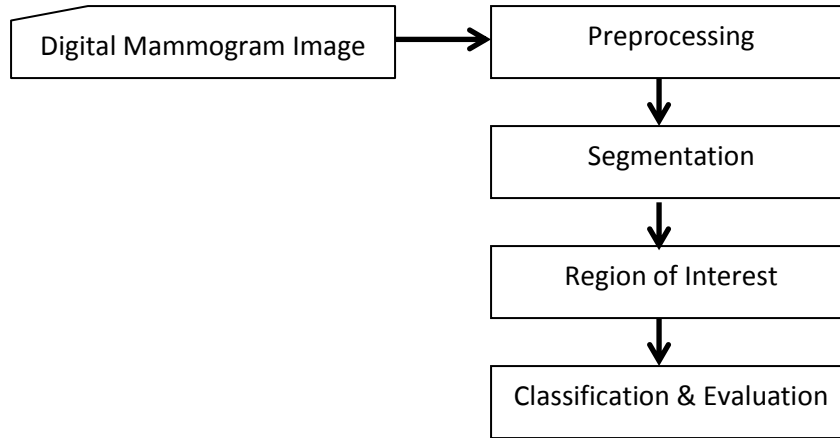 Digital Mammogram Image
Preprocessing
Segmentation
Region of Interest
Classification & Evaluation